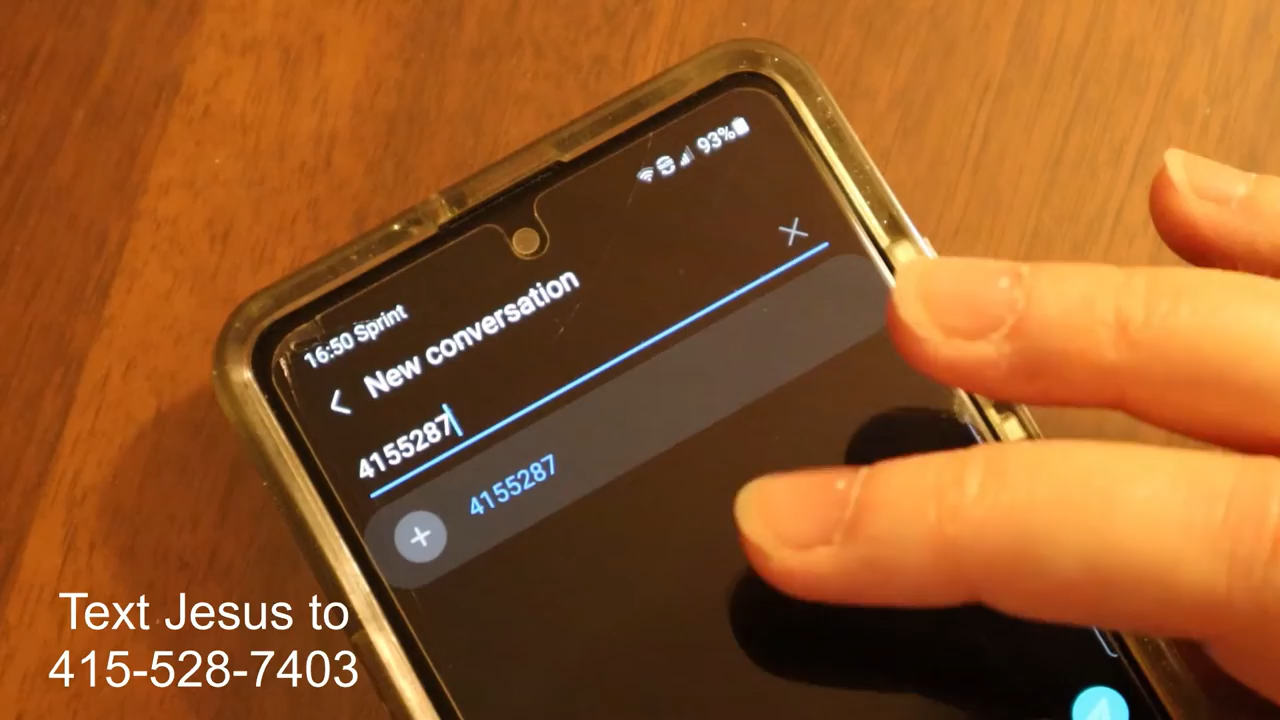 16:50 Sprint 93%
New conversation
4155287
4155287
Text Jesus to
415-528-7403